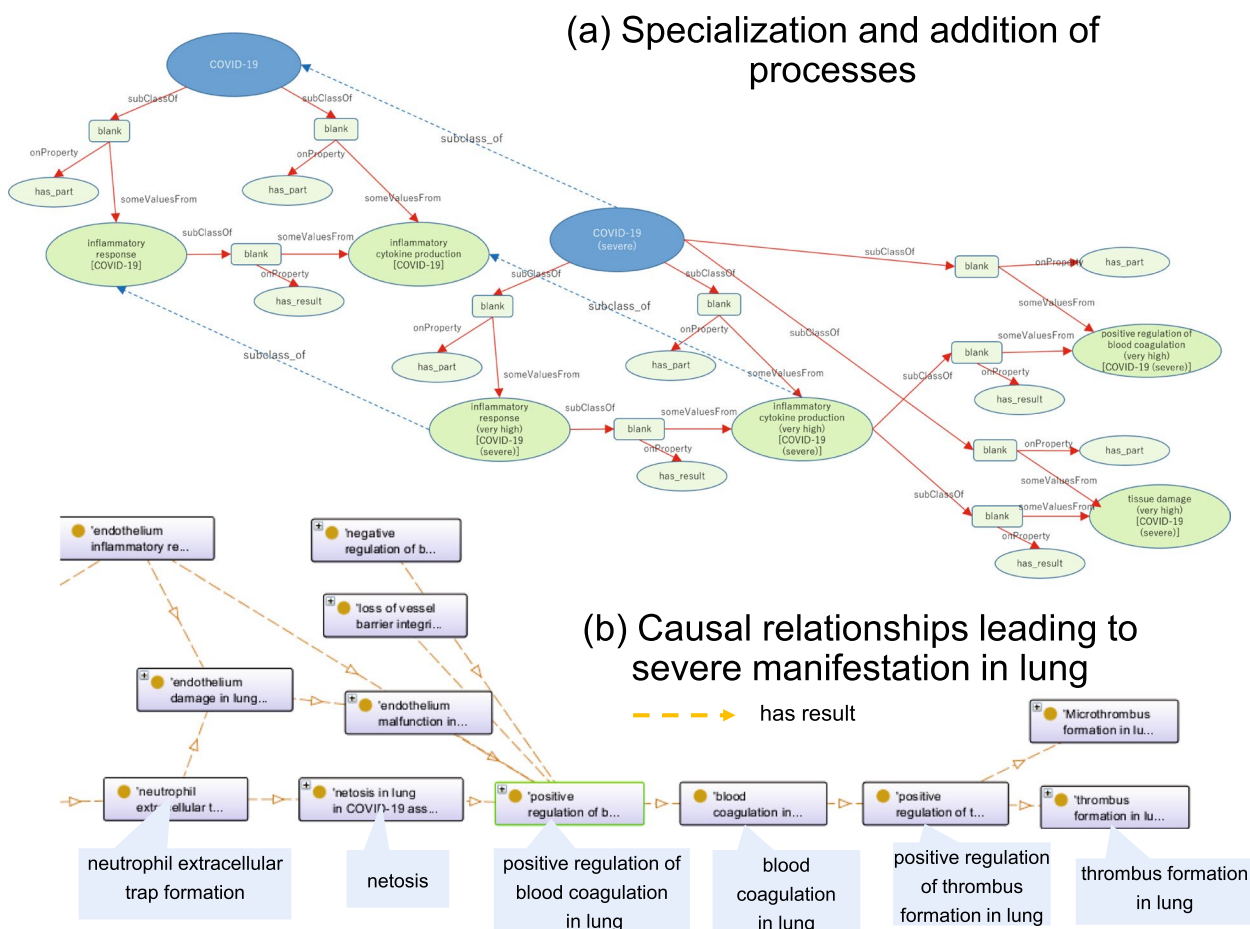 (a) Specialization and addition of
processes
COVID-19
subClassOf
subClassOf
blank
blank
subclass_of
onProperty
onProperty
has_part
has_part
someValuesFrom
someValuesFrom
inflammatory
response
[COVID-19]
subClassOf
blank
someValuesFrom
onProperty
has_result
inflammatory
cytokine production
[COVID-19]
COVID-19
(severe)
subClassOf
subClassOf
subClassOf
subClassOf
blank
onProperty
has_part
someValuesFrom
subclass_of
subclass_of
blank
blank
onProperty
onProperty
has_part
has_part
someValuesFrom
someValuesFrom
inflammatory
response
(very high)
[COVID-19
(severe)]
subClassOf
blank
someValuesFrom
onProperty
has_result
inflammatory
cytokine production
(very high)
[COVID-19
(severe)]
subClassOf
blank
someValuesFrom
onProperty
has_result
positive regulation of
blood coagulation
(very high)
[COVID-19 (severe)]
blank
onProperty
has_part
someValuesFrom
subClassOf
blank
someValuesFrom
onProperty
has_result
tissue damage
(very high)
[COVID-19
(severe)]
'endothelium
inflammatory re...
'negative
regulation of b...
'loss of vessel
barrier integri...
(b) Causal relationships leading to
severe manifestation in lung
has result
'endothelium
damage in lung...
'endothelium
malfunction in...
'Microthrombus
formation in lu...
'neutrophil
extracellular t...
'netosis in lung
in COVID-19 ass...
'positive
regulation of b...
'blood
coagulation in...
'positive
regulation of t...
'thrombus
formation in lu...
neutrophil extracellular
trap formation
netosis
positive regulation of
blood coagulation
in lung
blood
coagulation
in lung
positive regulation
of thrombus
formation in lung
thrombus formation
in lung